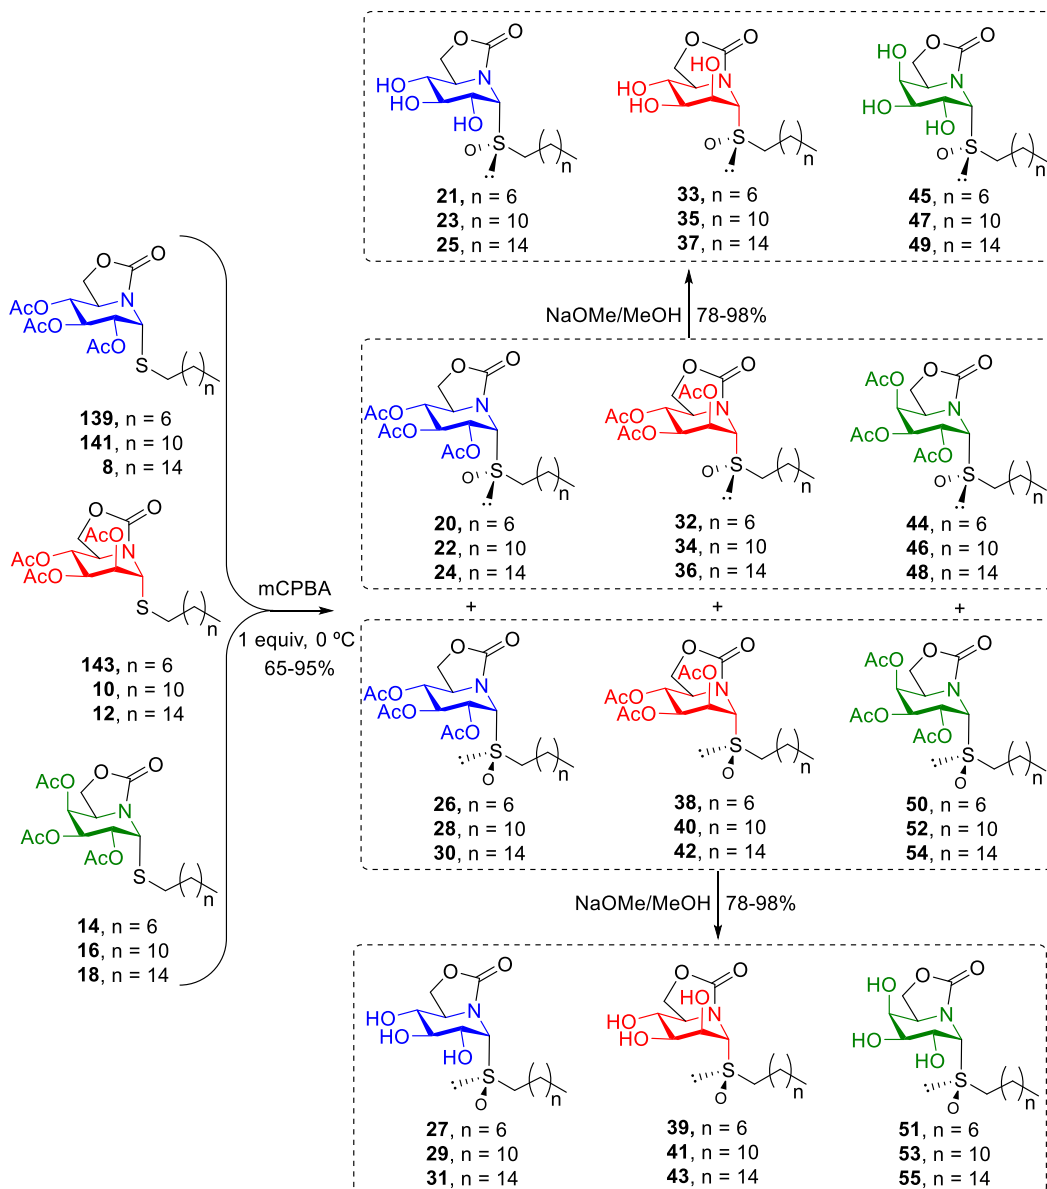 O O
AcO N
AcO
AcO
S
( ) n
139, n = 6
141, n = 10
8, n = 14
O O
AcO
AcO N
AcO
S
( ) n
143, n = 6
10, n = 10
12, n = 14
O O
AcO
N
AcO
AcO
S
( ) n
14, n = 6
16, n = 10
18, n = 14
mCPBA
1 equiv, 0 ºC
65-95%
O O
HO N
HO
HO
O S
( ) n
21, n = 6
23, n = 10
25, n = 14
O O
HO
HO N
HO
O S
( ) n
33, n = 6
35, n = 10
37, n = 14
O O
HO
N
HO
HO
O S
( ) n
45, n = 6
47, n = 10
49, n = 14
NaOMe/MeOH 78-98%
O O
AcO N
AcO
AcO
O S
( ) n
20, n = 6
22, n = 10
24, n = 14
O O
AcO
AcO N
AcO
O S
( ) n
32, n = 6
34, n = 10
36, n = 14
O O
AcO
N
AcO
AcO
O S
( ) n
44, n = 6
46, n = 10
48, n = 14
+ + +
O O
AcO N
AcO
AcO
S
O
( ) n
26, n = 6
28, n = 10
30, n = 14
O O
AcO
AcO N
AcO
S
O
( ) n
38, n = 6
40, n = 10
42, n = 14
O O
AcO
N
AcO
AcO
S
O
( ) n
50, n = 6
52, n = 10
54, n = 14
NaOMe/MeOH 78-98%
O O
HO N
HO
HO
S
O
( ) n
27, n = 6
29, n = 10
31, n = 14
O O
HO
HO N
HO
S
O
( ) n
39, n = 6
41, n = 10
43, n = 14
O O
HO
N
HO
HO
S
O
( ) n
51, n = 6
53, n = 10
55, n = 14